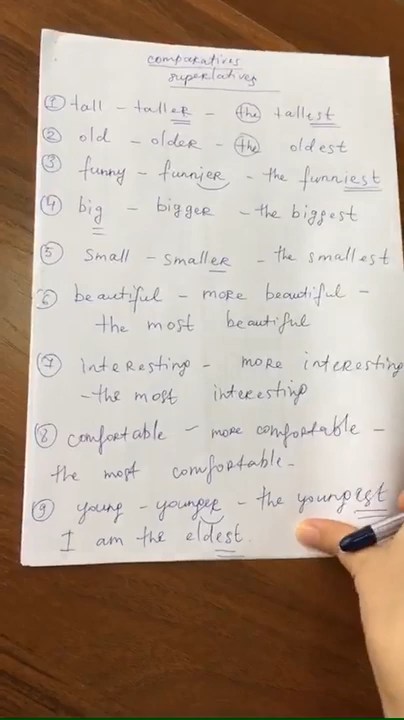 comparatives
superlatives
1 tall - taller - the tallest
2 old - older - the oldest
3 funny - funnier - the funniest
4 big - bigger - the biggest
5 small - smaller - the smallest
6 beautiful - more beautiful -
the most beautiful
7 interesting - more interesting
- the most interesting
8 comfortable - more comfortable -
the most comfortable -
9 young - younger - the youngest
I am the eldest.